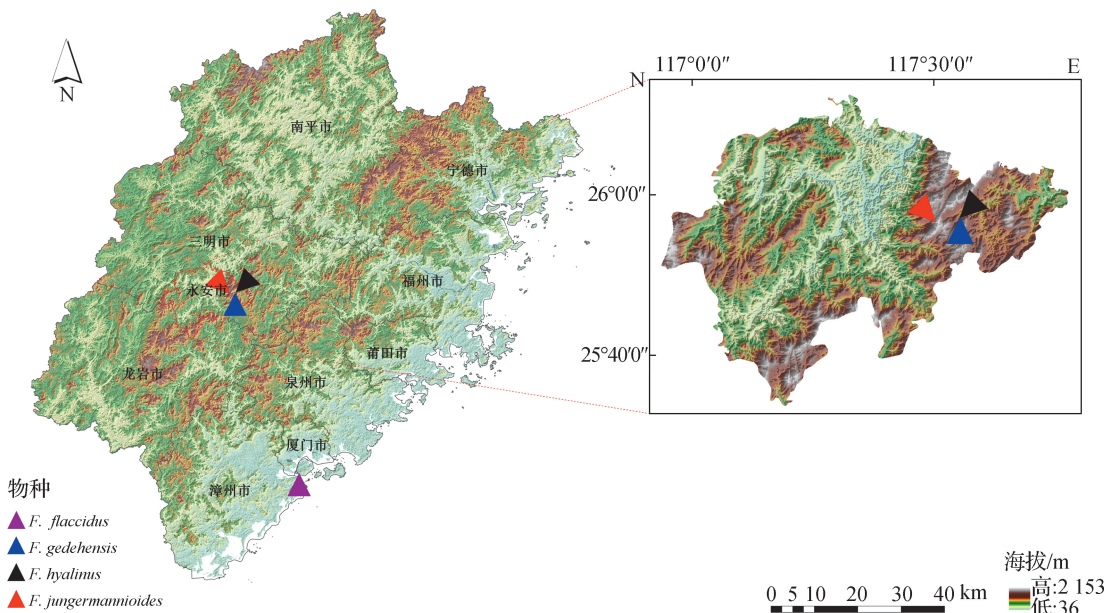 N
南平市
宁德市
三明市
永安市
福州市
莆田市
龙岩市
泉州市
厦门市
漳州市
物种
F. flaccidus
F. gedehensis
F. hyalinus
F. jungermannioides
117°0′0″ 117°30′0″
N E
26°0′0″
25°40′0″
0 5 10 20 30 40 km
海拔/m
高:2 153
低:36